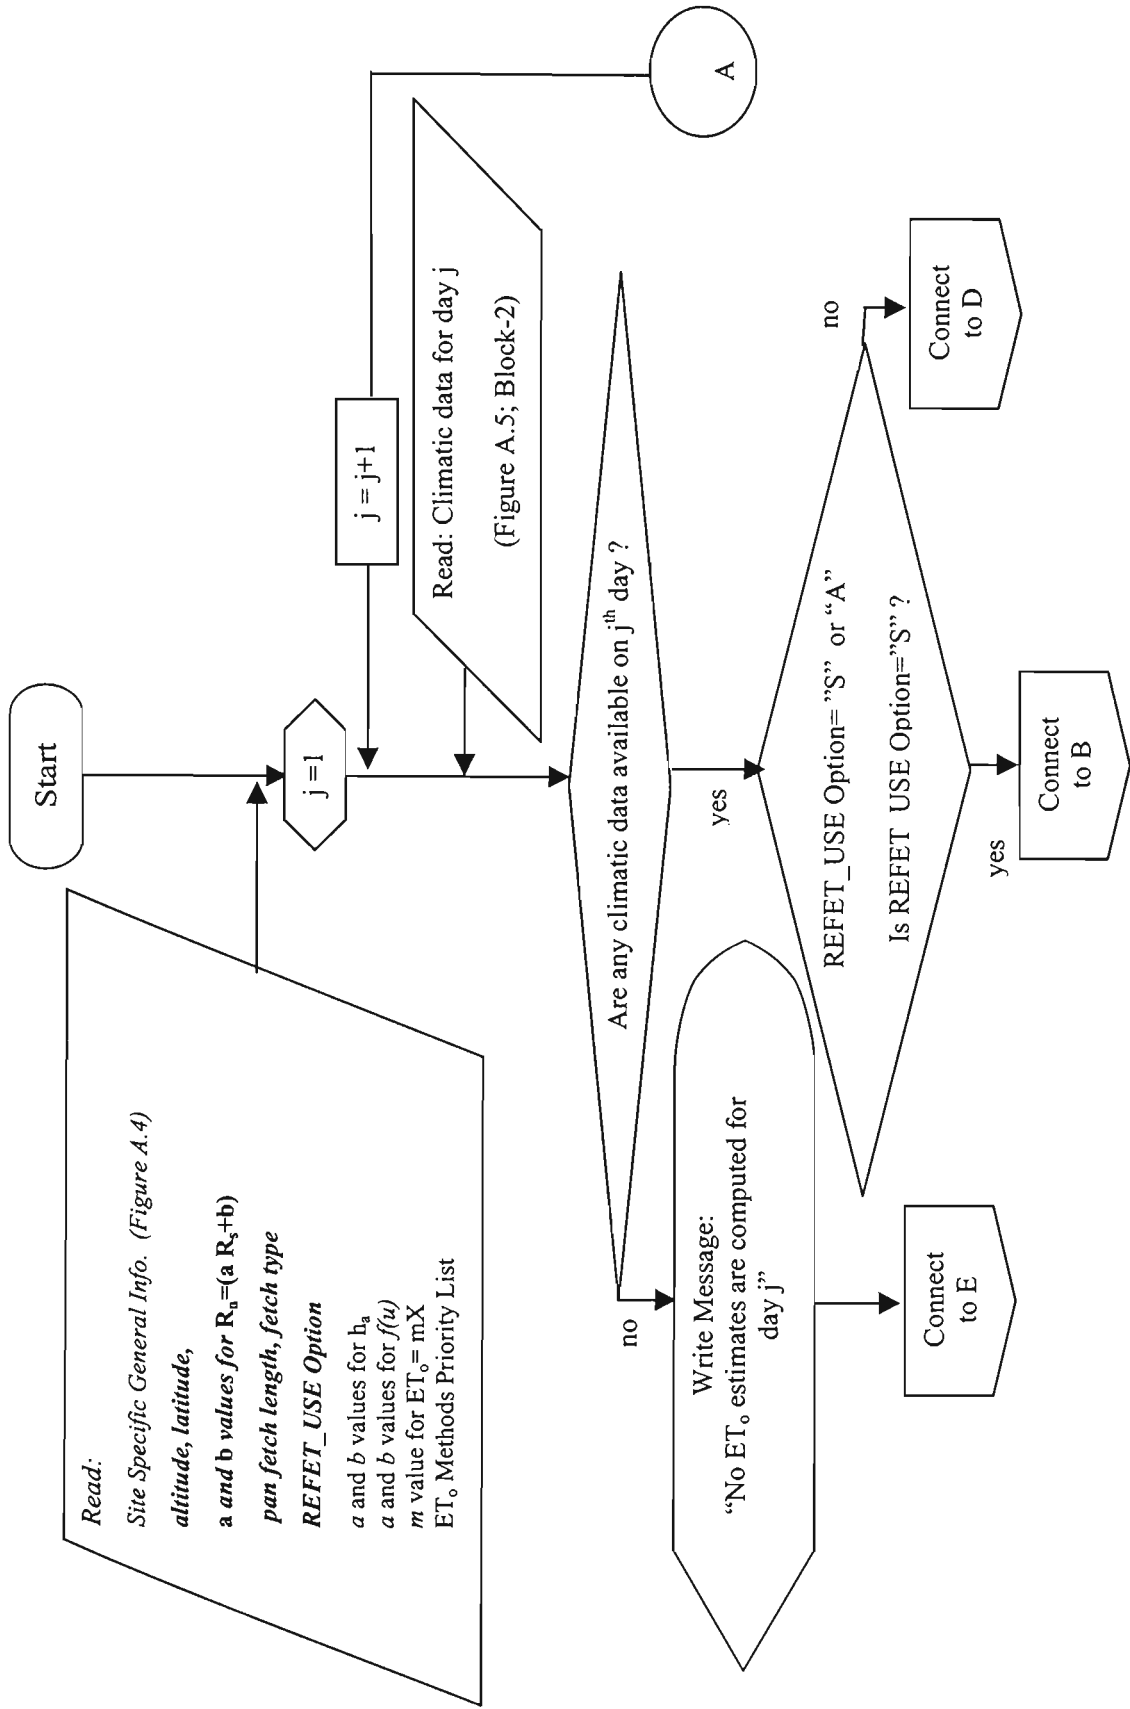 Start
Read:
Site Specific General Info. (Figure A.4)
altitude, latitude,
a and b values for Rₙ=(a Rₛ+b)
pan fetch length, fetch type
REFET_USE Option
a and b values for hₐ
a and b values for f(u)
m value for ETₒ= mX
ETₒ Methods Priority List
j =1
j = j+1
A
Read: Climatic data for day j
(Figure A.5; Block-2)
Are any climatic data available on jᵗʰ day ?
no
yes
Write Message:
“No ETₒ estimates are computed for
day j”
REFET_USE Option= ”S” or “A”
Is REFET USE Option=”S” ?
no
yes
Connect
to E
Connect
to B
Connect
to D